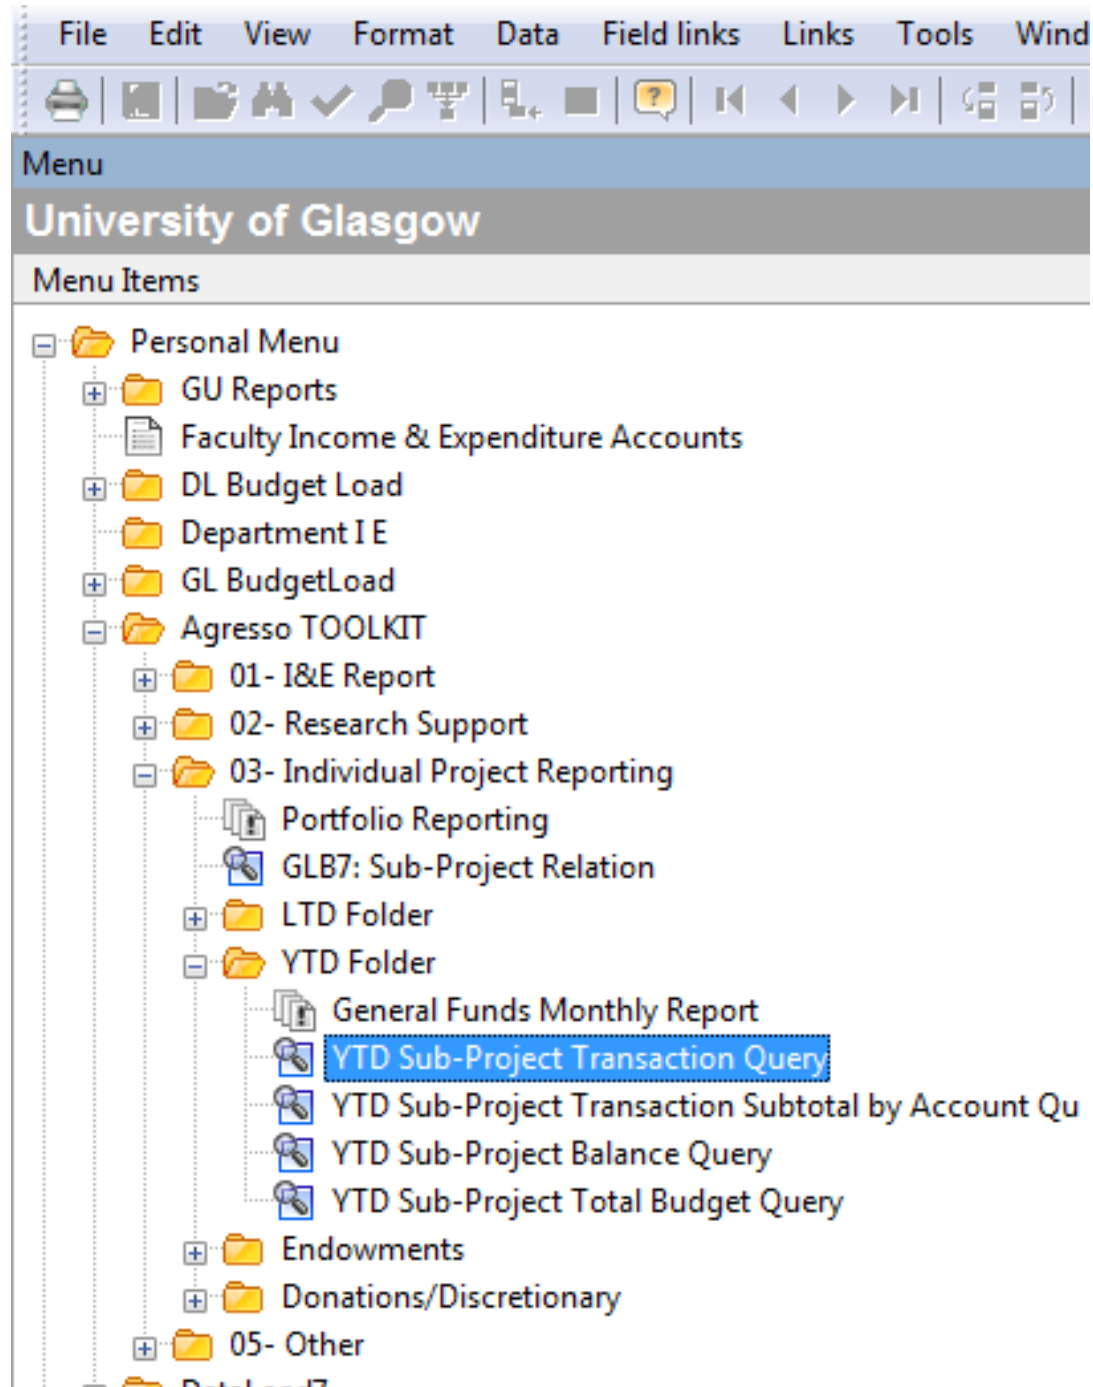 File Edit View Format Data Field links Links Tools Wind
Menu
University of Glasgow
Menu Items
Personal Menu
GU Reports
Faculty Income & Expenditure Accounts
DL Budget Load
Department I E
GL BudgetLoad
Agresso TOOLKIT
01- I&E Report
02- Research Support
03- Individual Project Reporting
Portfolio Reporting
GLB7: Sub-Project Relation
LTD Folder
YTD Folder
General Funds Monthly Report
YTD Sub-Project Transaction Query
YTD Sub-Project Transaction Subtotal by Account Qu
YTD Sub-Project Balance Query
YTD Sub-Project Total Budget Query
Endowments
Donations/Discretionary
05- Other